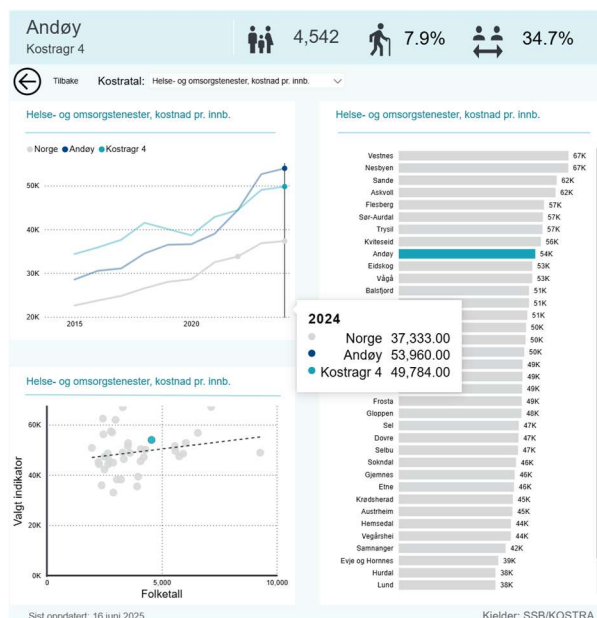 Andøy
Kostragr 4
4,542
7.9%
34.7%
Tilbake
Kostratal: Helse- og omsorgstenester, kostnad pr. innb.
Helse- og omsorgstenester, kostnad pr. innb.
Norge Andøy Kostragr 4
50K
40K
30K
20K
2015 2020
2024
Norge 37,333.00
Andøy 53,960.00
Kostragr 4 49,784.00
Helse- og omsorgstenester, kostnad pr. innb.
60K
40K
20K
0K
Valgt indikator
0 5,000 10,000
Folketall
Helse- og omsorgstenester, kostnad pr. innb.
Vestnes 67K
Nesbyen 67K
Sande 62K
Askvoll 62K
Flesberg 57K
Sør-Aurdal 57K
Trysil 57K
Kviteseid 56K
Andøy 54K
Eidskog 53K
Vågå 53K
Balsfjord 51K
51K
51K
50K
50K
50K
49K
49K
49K
Frosta 49K
Gloppen 48K
Sel 47K
Dovre 47K
Selbu 47K
Sokndal 46K
Gjemnes 46K
Etne 46K
Krødsherad 45K
Austrheim 45K
Hemsedal 44K
Vegårshei 44K
Samnanger 42K
Evje og Hornnes 39K
Hurdal 38K
Lund 38K
Sist oppdatert: 16 juni 2025
Kjelder: SSB/KOSTRA